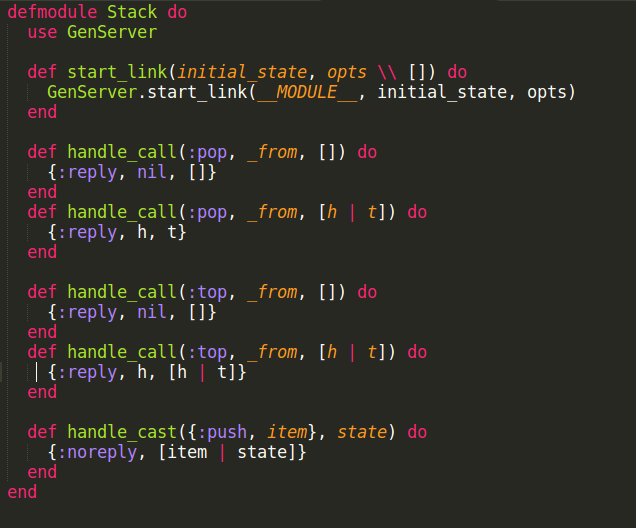 defmodule Stack do
  use GenServer

  def start_link(initial_state, opts \\ []) do
    GenServer.start_link(__MODULE__, initial_state, opts)
  end

  def handle_call(:pop, _from, []) do
    {:reply, nil, []}
  end
  def handle_call(:pop, _from, [h | t]) do
    {:reply, h, t}
  end

  def handle_call(:top, _from, []) do
    {:reply, nil, []}
  end
  def handle_call(:top, _from, [h | t]) do
    {:reply, h, [h | t]}
  end

  def handle_cast({:push, item}, state) do
    {:noreply, [item | state]}
  end
end